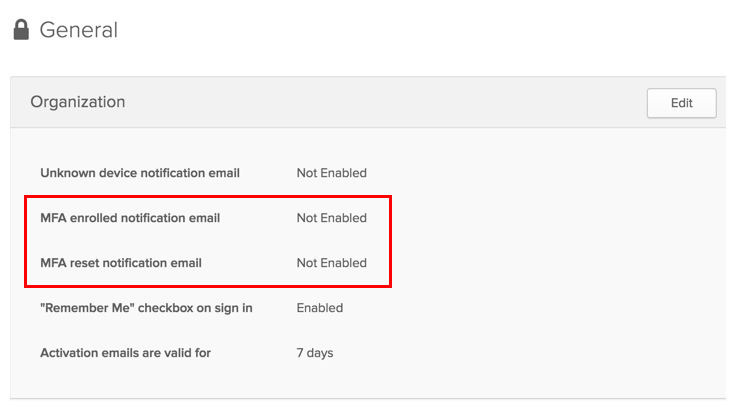 General
Organization
Edit
Unknown device notification email Not Enabled
MFA enrolled notification email Not Enabled
MFA reset notification email Not Enabled
"Remember Me" checkbox on sign in Enabled
Activation emails are valid for 7 days